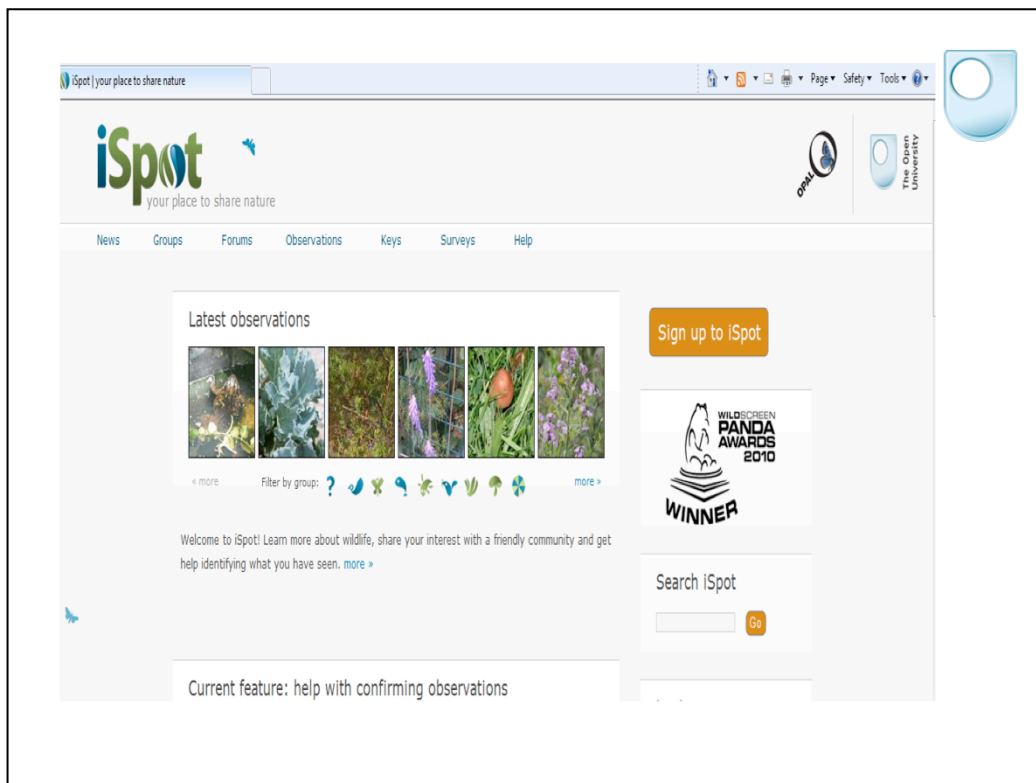 iSpot | your place to share nature
Page Safety Tools
iSpot
your place to share nature
OPAL
The Open
University
News Groups Forums Observations Keys Surveys Help
Latest observations
« more Filter by group: ? more »
Welcome to iSpot! Learn more about wildlife, share your interest with a friendly community and get
help identifying what you have seen. more »
Current feature: help with confirming observations
Sign up to iSpot
WILDSCREEN
PANDA
AWARDS
2010
WINNER
Search iSpot
Go